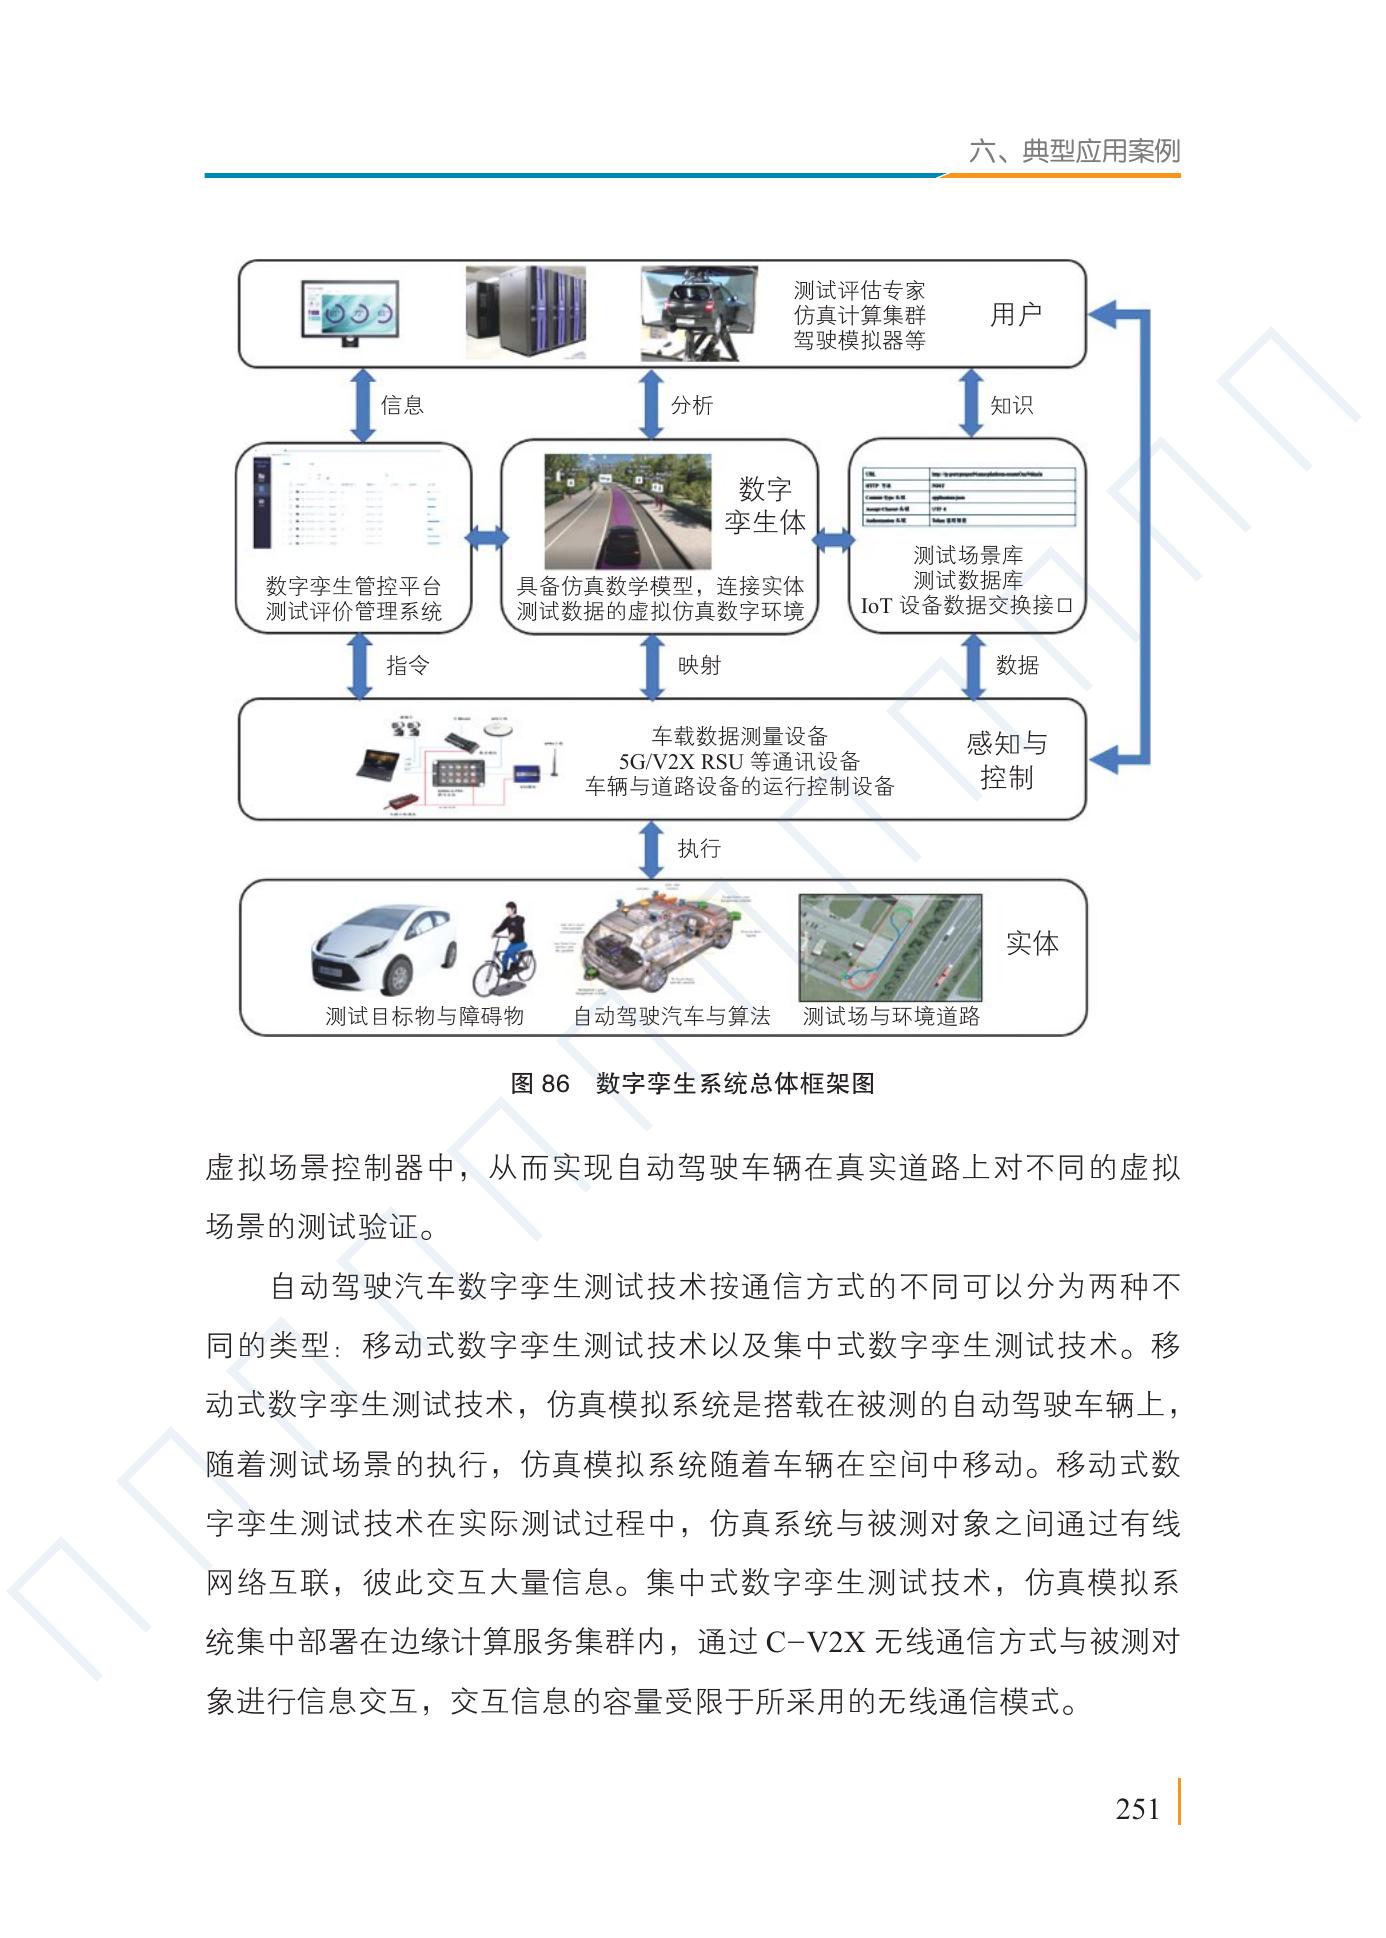 六、典型应用案例
测试评估专家
仿真计算集群
驾驶模拟器等
用户
信息
分析
知识
数字
孪生体
数字孪生管控平台
测试评价管理系统
具备仿真数学模型，连接实体
测试数据的虚拟仿真数字环境
测试场景库
测试数据库
IoT 设备数据交换接口
指令
映射
数据
车载数据测量设备
5G/V2X RSU 等通讯设备
车辆与道路设备的运行控制设备
感知与
控制
执行
实体
测试目标物与障碍物
自动驾驶汽车与算法
测试场与环境道路
图 86　数字孪生系统总体框架图
虚拟场景控制器中，从而实现自动驾驶车辆在真实道路上对不同的虚拟
场景的测试验证。
自动驾驶汽车数字孪生测试技术按通信方式的不同可以分为两种不
同的类型：移动式数字孪生测试技术以及集中式数字孪生测试技术。移
动式数字孪生测试技术，仿真模拟系统是搭载在被测的自动驾驶车辆上，
随着测试场景的执行，仿真模拟系统随着车辆在空间中移动。移动式数
字孪生测试技术在实际测试过程中，仿真系统与被测对象之间通过有线
网络互联，彼此交互大量信息。集中式数字孪生测试技术，仿真模拟系
统集中部署在边缘计算服务集群内，通过 C−V2X 无线通信方式与被测对
象进行信息交互，交互信息的容量受限于所采用的无线通信模式。
251